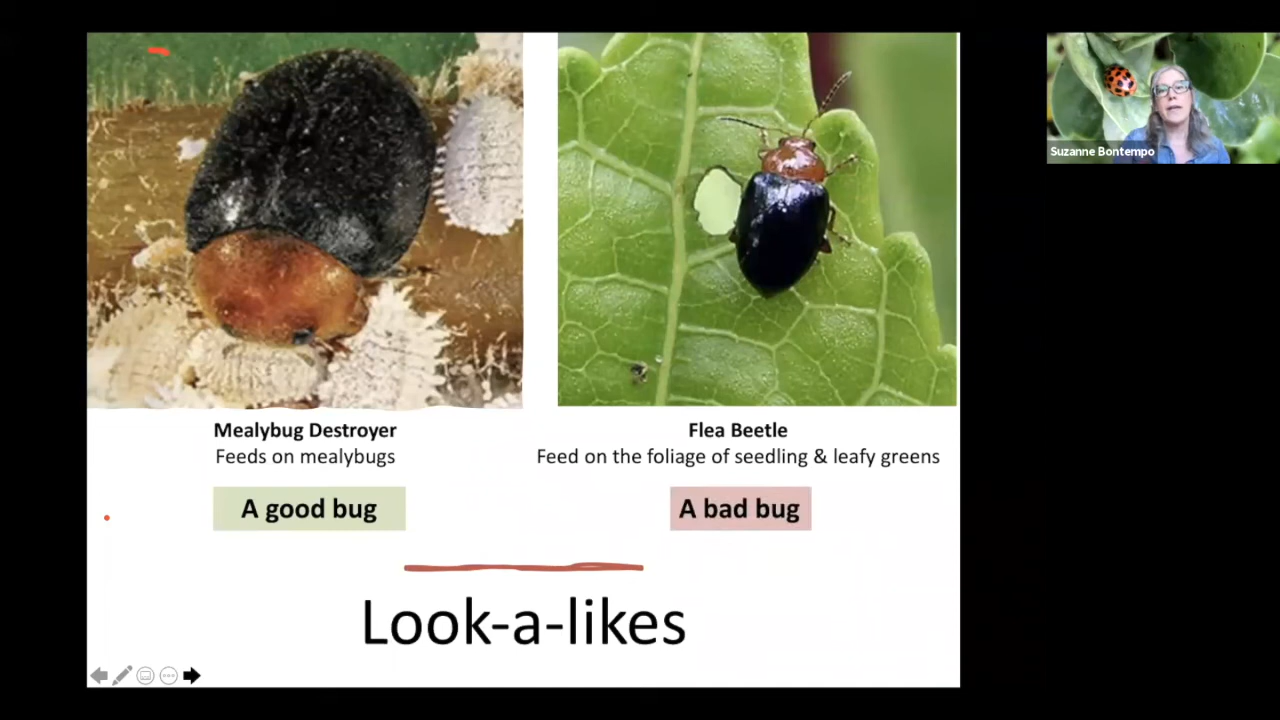 Suzanne Bontempo
Mealybug Destroyer
Feeds on mealybugs
A good bug
Flea Beetle
Feed on the foliage of seedling & leafy greens
A bad bug
Look-a-likes